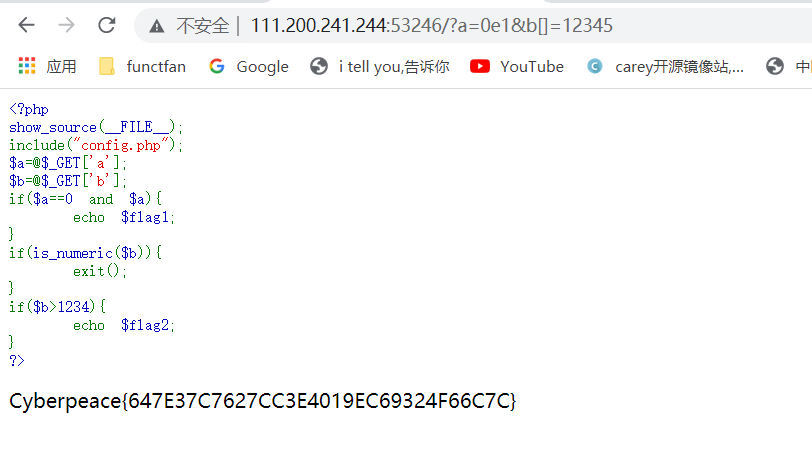 不安全 | 111.200.241.244:53246/?a=0e1&b[]=12345
应用 functfan Google i tell you,告诉你 YouTube carey开源镜像站,...
<?php
show_source(__FILE__);
include("config.php");
$a=@$_GET['a'];
$b=@$_GET['b'];
if($a==0 and $a){
echo $flag1;
}
if(is_numeric($b)){
exit();
}
if($b>1234){
echo $flag2;
}
?>
Cyberpeace{647E37C7627CC3E4019EC69324F66C7C}